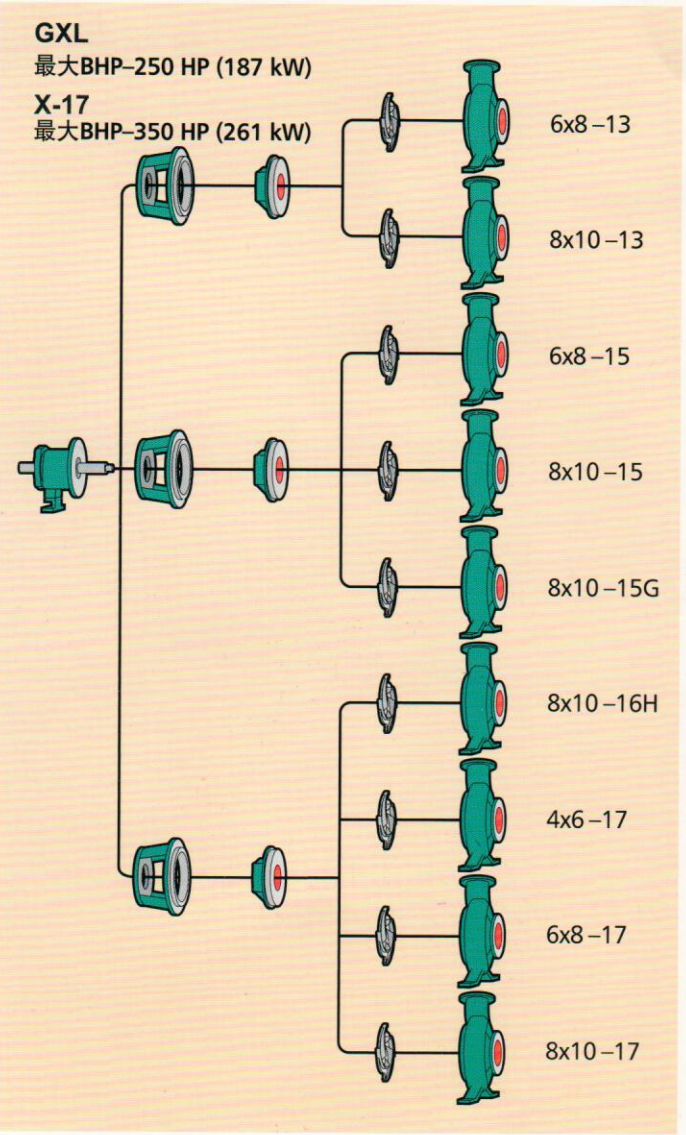 GXL
最大BHP–250 HP (187 kW)
X-17
最大BHP–350 HP (261 kW)
6x8–13
8x10–13
6x8–15
8x10–15
8x10–15G
8x10–16H
4x6–17
6x8–17
8x10–17